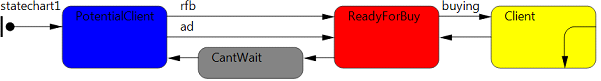 statechart1
PotentialClient
rfb
ad
CantWait
ReadyForBuy
buying
Client